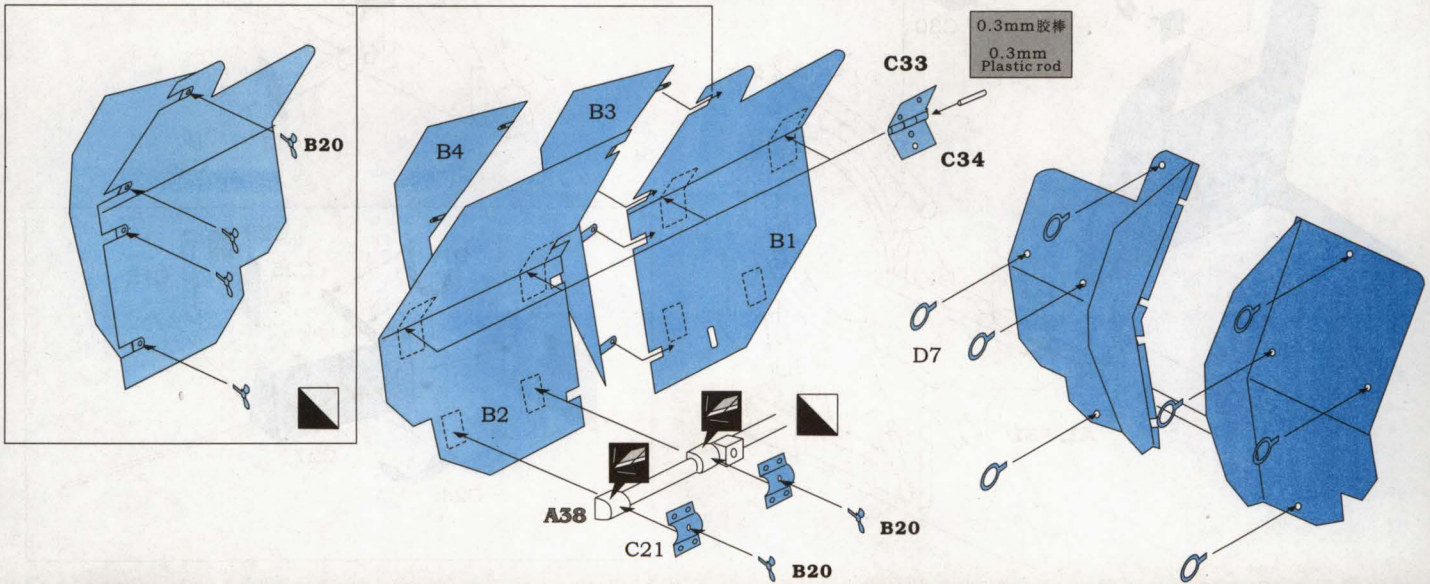 0.3mm胶棒
0.3mm
Plastic rod
C33
C34
B20
B4
B3
B1
B2
D7
A38
C21
B20
B20